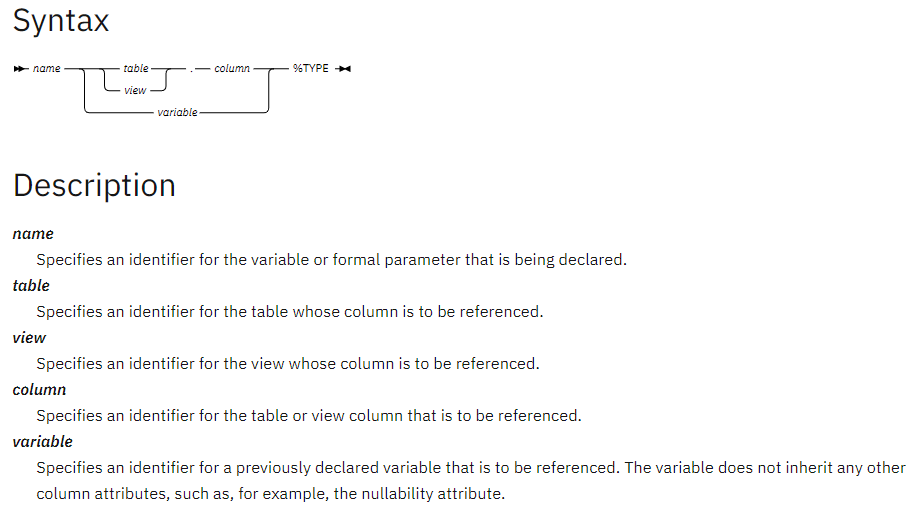 Syntax
name table . column %TYPE
view
variable
Description
name
Specifies an identifier for the variable or formal parameter that is being declared.
table
Specifies an identifier for the table whose column is to be referenced.
view
Specifies an identifier for the view whose column is to be referenced.
column
Specifies an identifier for the table or view column that is to be referenced.
variable
Specifies an identifier for a previously declared variable that is to be referenced. The variable does not inherit any other
column attributes, such as, for example, the nullability attribute.